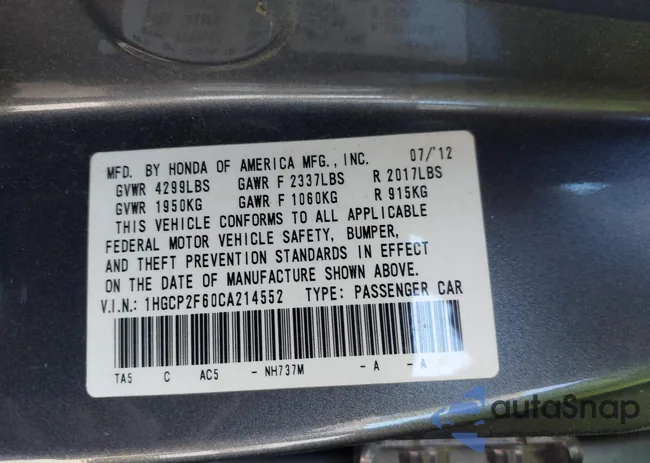 MFD. BY HONDA OF AMERICA MFG., INC. 07/'12
GVWR 4299LBS GAWR F 2337LBS R 2017LBS
GVWR 1950KG GAWR F 1060KG R 915KG
THIS VEHICLE CONFORMS TO ALL APPLICABLE
FEDERAL MOTOR VEHICLE SAFETY, BUMPER,
AND THEFT PREVENTION STANDARDS IN EFFECT
ON THE DATE OF MANUFACTURE SHOWN ABOVE.
V.I.N.: 1HGCP2F60CA214552 TYPE: PASSENGER CAR
TA5 C AC5 - NH737M - A - A
autoSnap